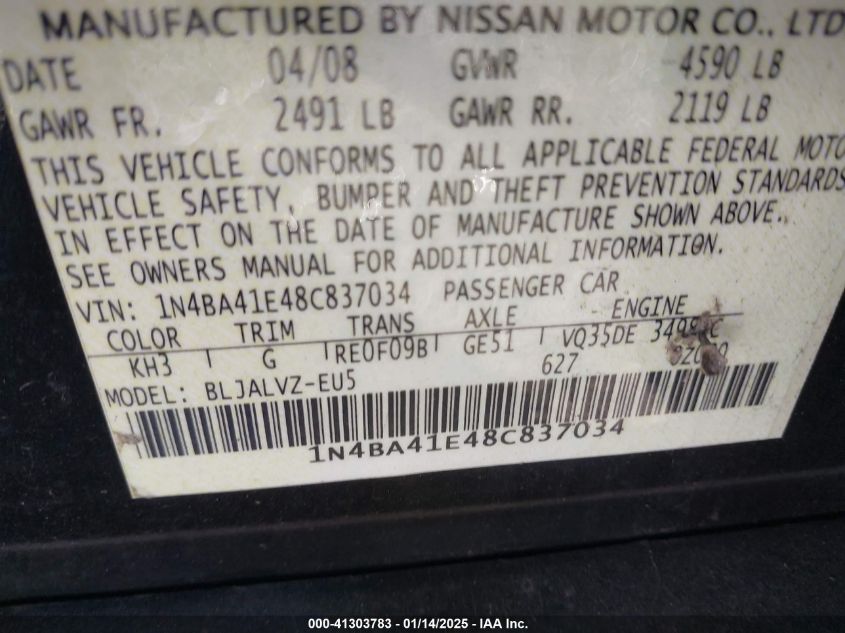 MANUFACTURED BY NISSAN MOTOR CO., LTD
DATE 04/08 GVWR 4590 LB
GAWR FR. 2491 LB GAWR RR. 2119 LB
THIS VEHICLE CONFORMS TO ALL APPLICABLE FEDERAL MOTO
VEHICLE SAFETY, BUMPER AND THEFT PREVENTION STANDARDS
IN EFFECT ON THE DATE OF MANUFACTURE SHOWN ABOVE.
SEE OWNERS MANUAL FOR ADDITIONAL INFORMATION.
VIN: 1N4BA41E48C837034 PASSENGER CAR
COLOR TRIM TRANS AXLE ENGINE
KH3 G RE0F09B GE51 VQ35DE
627
MODEL: BLJALVZ-EU5
1N4BA41E48C837034
000-41303783 - 01/14/2025 - IAA Inc.